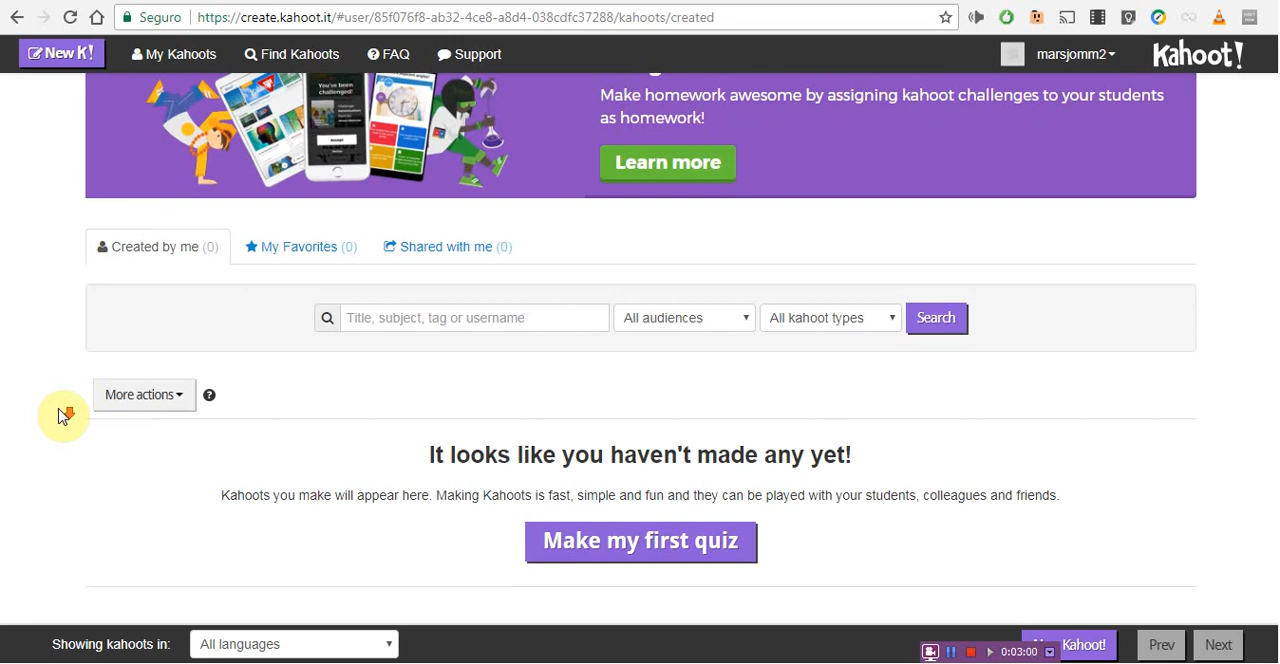 Seguro https://create.kahoot.it/#user/85f076f8-ab32-4ce8-a8d4-038cdfc37288/kahoots/created
New K! My Kahoots Find Kahoots FAQ Support marsjomm2 Kahoot!
You've been challenged!
Make homework awesome by assigning kahoot challenges to your students
as homework!
Learn more
Created by me (0) My Favorites (0) Shared with me (0)
Title, subject, tag or username All audiences All kahoot types Search
More actions ?
It looks like you haven't made any yet!
Kahoots you make will appear here. Making Kahoots is fast, simple and fun and they can be played with your students, colleagues and friends.
Make my first quiz
Showing kahoots in: All languages Kahoot! Prev Next
0:03:00